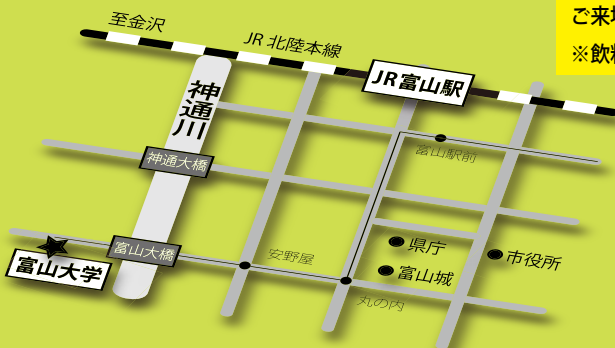 至金沢
JR 北陸本線
ご来場
※飲料
JR富山駅
神通川
富山駅前
神通大橋
富山大橋
安野屋
県庁
市役所
富山城
富山大学
丸の内